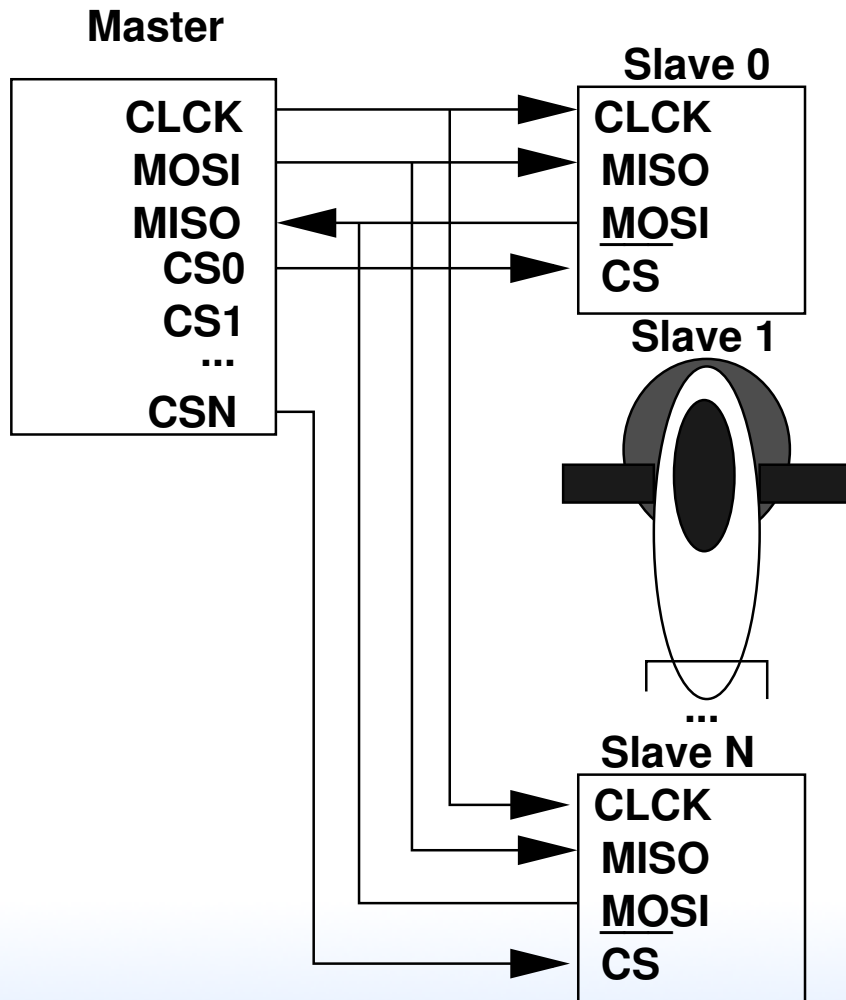 Master
CLCK
MOSI
MISO
CS0
CS1
...
CSN
Slave 0
CLCK
MISO
MOSI
CS
Slave 1
...
Slave N
CLCK
MISO
MOSI
CS